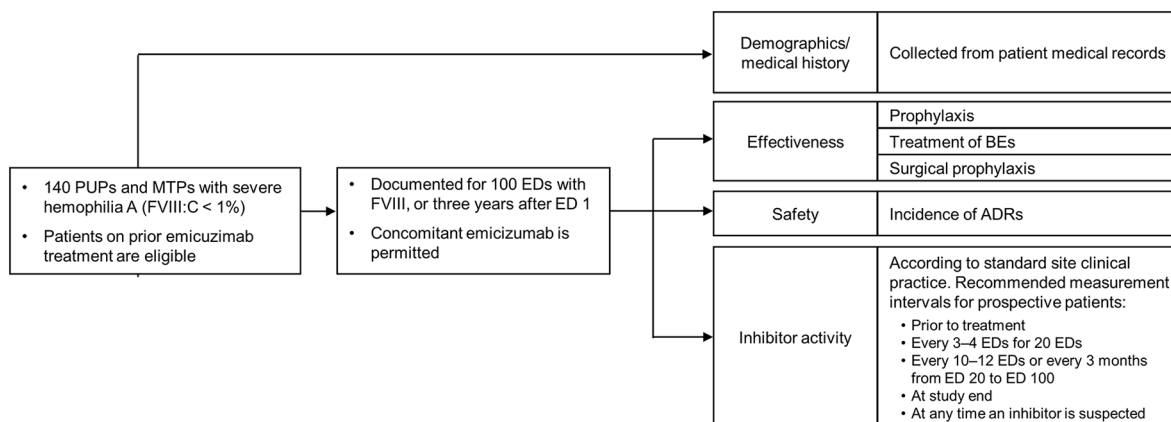 • 140 PUPs and MTPs with severe
hemophilia A (FVIII:C < 1%)
• Patients on prior emicuzimab
treatment are eligible
• Documented for 100 EDs with
FVIII, or three years after ED 1
• Concomitant emicizumab is
permitted
Demographics/
medical history
Collected from patient medical records
Effectiveness
Prophylaxis
Treatment of BEs
Surgical prophylaxis
Safety
Incidence of ADRs
Inhibitor activity
According to standard site clinical
practice. Recommended measurement
intervals for prospective patients:
• Prior to treatment
• Every 3–4 EDs for 20 EDs
• Every 10–12 EDs or every 3 months
from ED 20 to ED 100
• At study end
• At any time an inhibitor is suspected